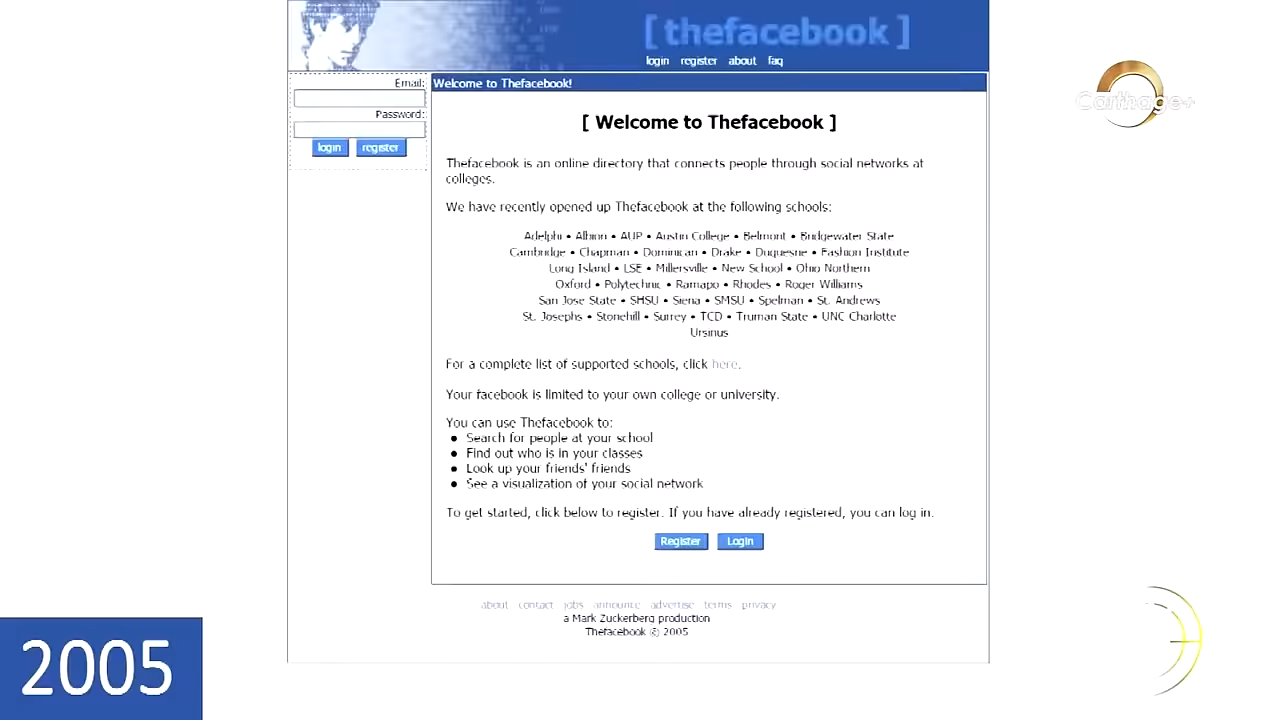 [ thefacebook ]
login register about faq
Email:
Password:
login register
Welcome to Thefacebook!
[ Welcome to Thefacebook ]
Thefacebook is an online directory that connects people through social networks at
colleges.
We have recently opened up Thefacebook at the following schools:
Adelphi • Albion • AUP • Austin College • Belmont • Bridgewater State
Cambridge • Chapman • Dominican • Drake • Duquesne • Fashion Institute
Long Island • LSE • Millersville • New School • Ohio Northern
Oxford • Polytechnic • Ramapo • Rhodes • Roger Williams
San Jose State • SHSU • Siena • SMSU • Spelman • St. Andrews
St. Josephs • Stonehill • Surrey • TCD • Truman State • UNC Charlotte
Ursinus
For a complete list of supported schools, click here.
Your facebook is limited to your own college or university.
You can use Thefacebook to:
• Search for people at your school
• Find out who is in your classes
• Look up your friends' friends
• See a visualization of your social network
To get started, click below to register. If you have already registered, you can log in.
Register Login
about contact jobs announce advertise terms privacy
a Mark Zuckerberg production
Thefacebook © 2005
Carthage+
2005